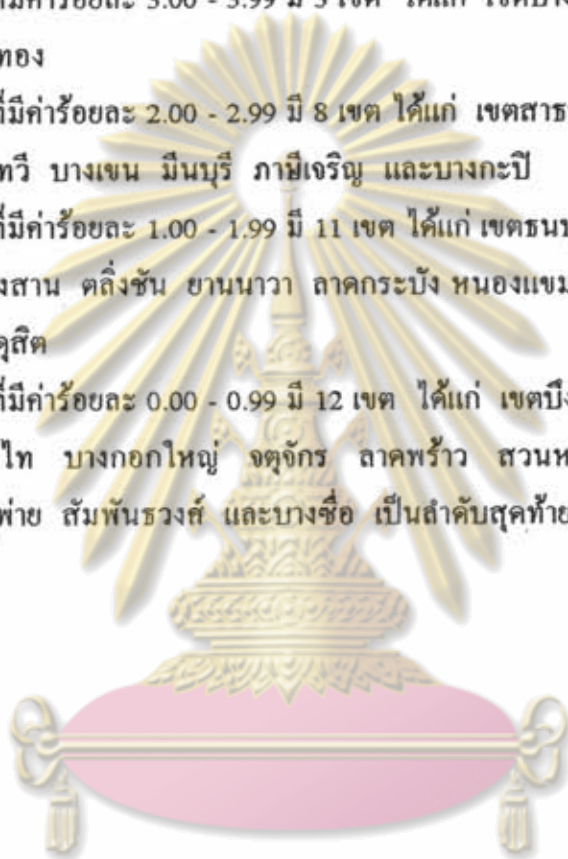 มีค่าร้อยละ 3.00 - 3.99 มี 3 เขต ได้แก่
ทอง
ที่มีค่าร้อยละ 2.00 - 2.99 มี 8 เขต ได้แก่ เขตสาธ
ทวี บางเขน มีนบุรี ภาษีเจริญ และบางกะปิ
ที่มีค่าร้อยละ 1.00 - 1.99 มี 11 เขต ได้แก่ เขตธนบ
งสาน ตลิ่งชัน ยานนาวา ลาดกระบัง หนองแขม
ดุสิต
ที่มีค่าร้อยละ 0.00 - 0.99 มี 12 เขต ได้แก่ เขตบึง
ไท บางกอกใหญ่ จตุจักร ลาดพร้าว สวนห
พ่าย สัมพันธวงส์ และบางซื่อ เป็นลำดับสุดท้าย